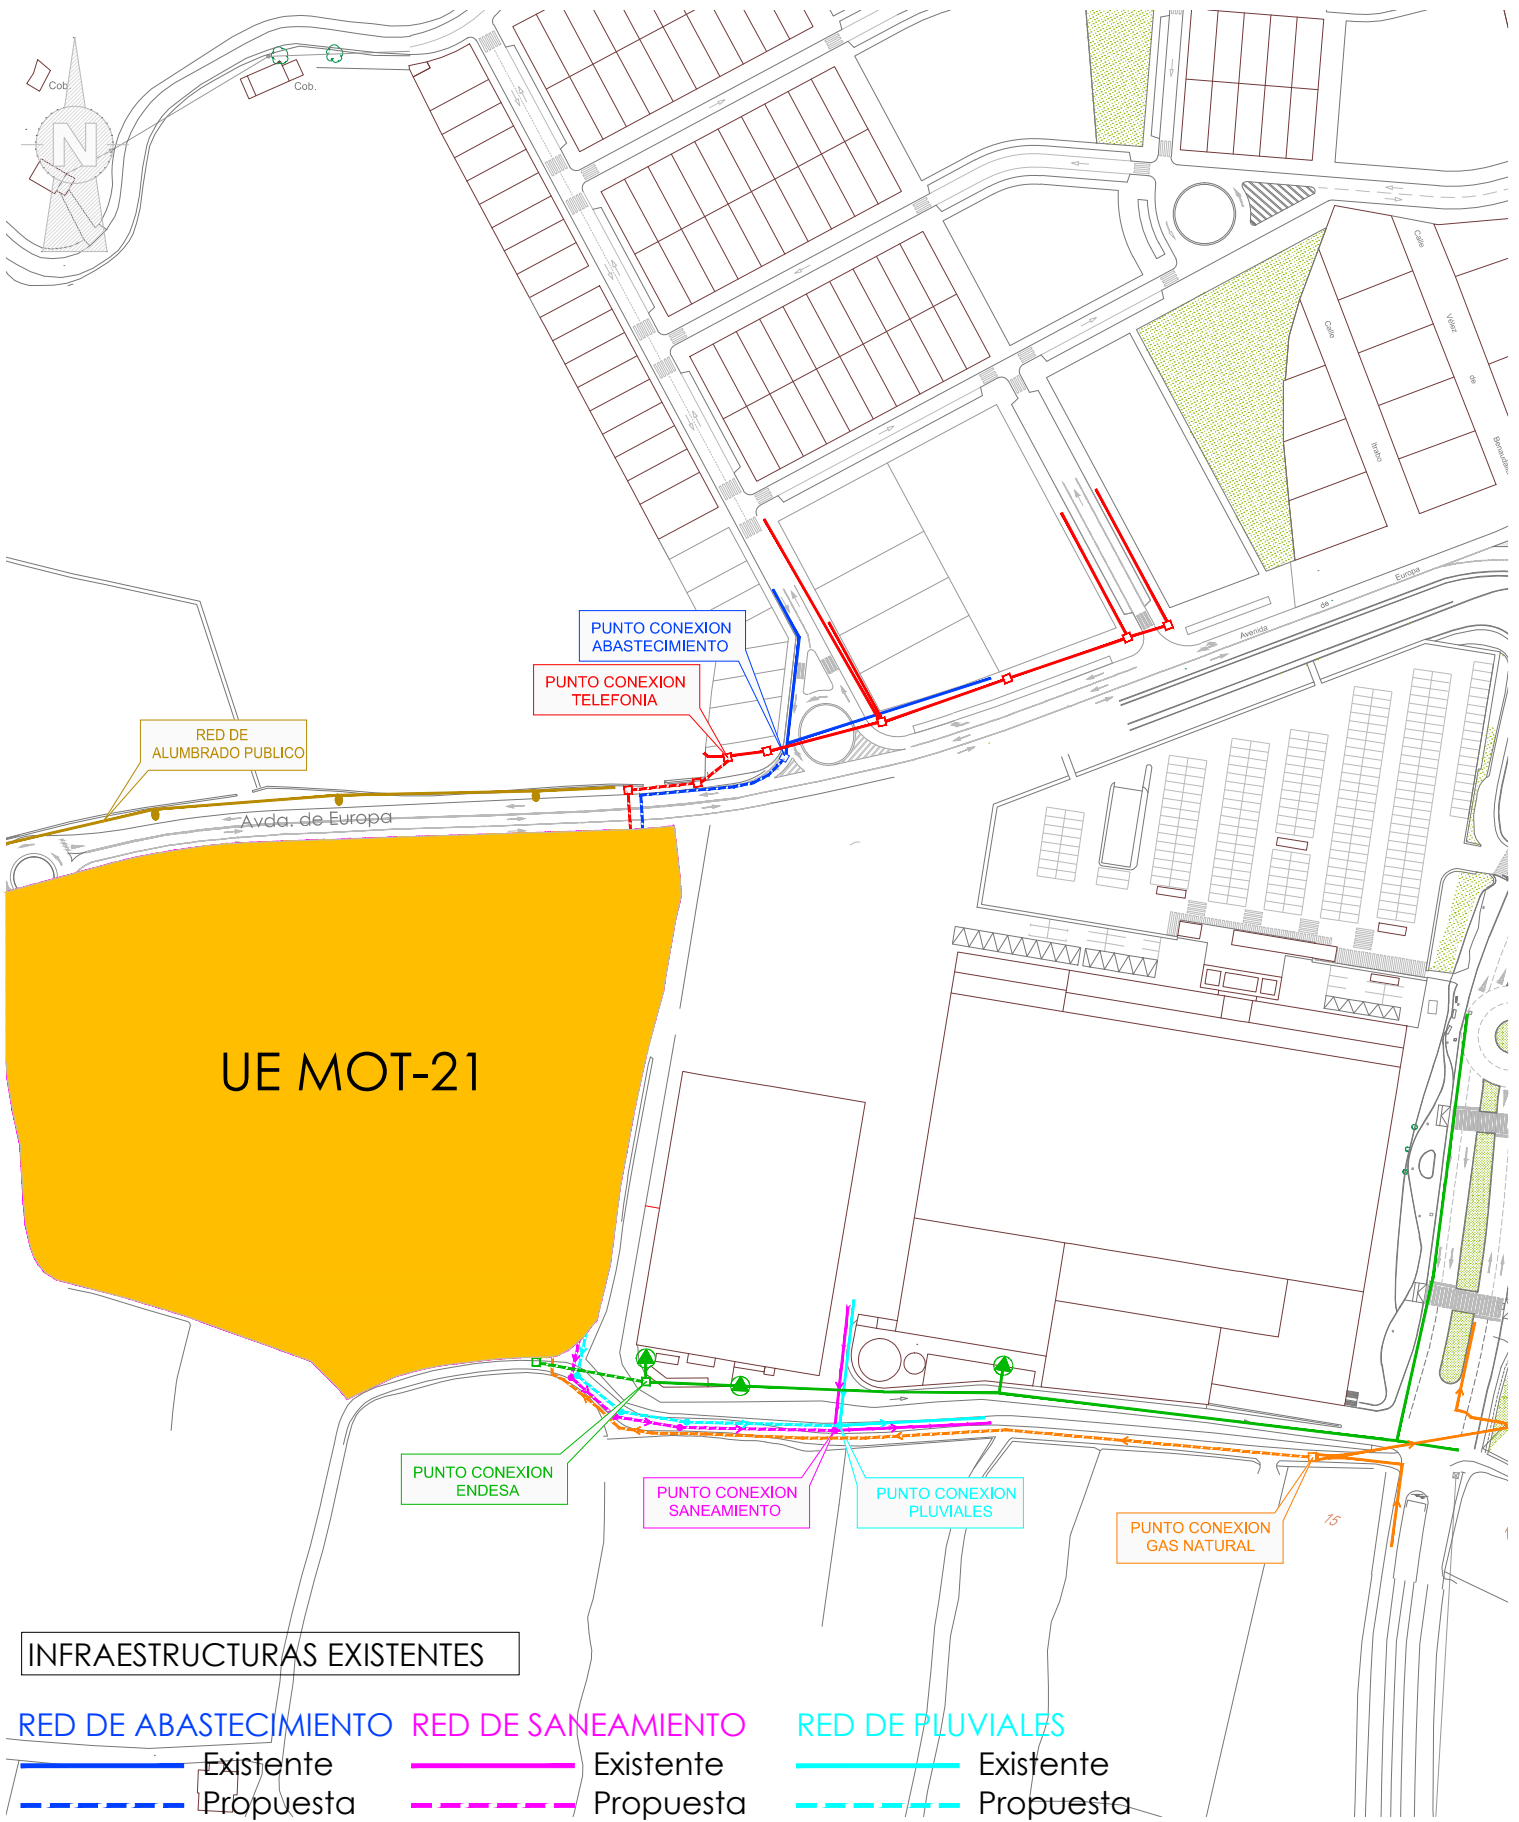 Cob.
Cob.
N
Calle
Vélez
de
Benaudalla
Calle
Itrabo
Avenida
de
Europa
PUNTO CONEXION
ABASTECIMIENTO
PUNTO CONEXION
TELEFONIA
RED DE
ALUMBRADO PUBLICO
Avda. de Europa
UE MOT-21
PUNTO CONEXION
ENDESA
PUNTO CONEXION
SANEAMIENTO
PUNTO CONEXION
PLUVIALES
PUNTO CONEXION
GAS NATURAL
15
INFRAESTRUCTURAS EXISTENTES
RED DE ABASTECIMIENTO
Existente
Propuesta
RED DE SANEAMIENTO
Existente
Propuesta
RED DE PLUVIALES
Existente
Propuesta